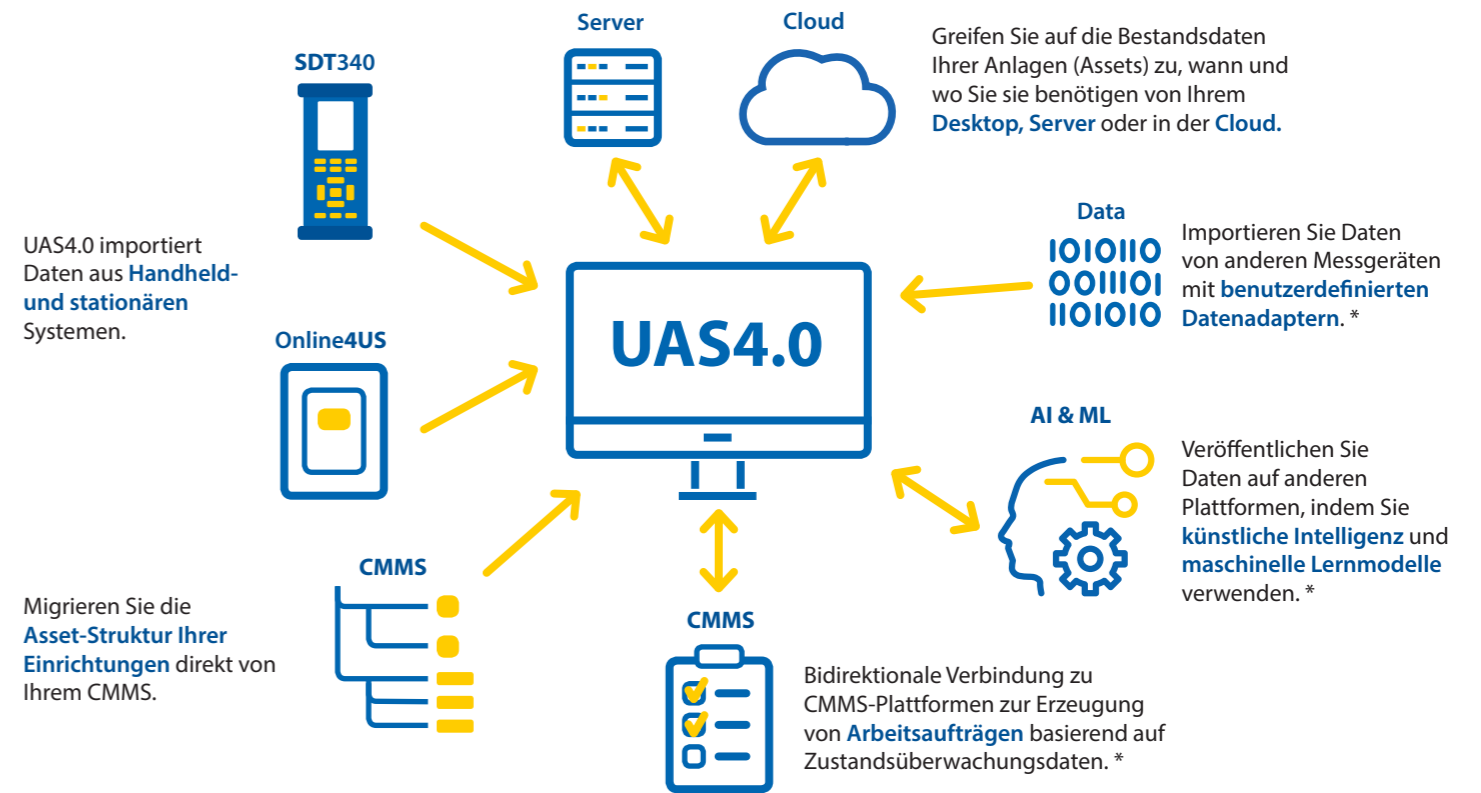 Server
Cloud
Greifen Sie auf die Bestandsdaten
Ihrer Anlagen (Assets) zu, wann und
wo Sie sie benötigen von Ihrem
Desktop, Server oder in der Cloud.
SDT340
UAS4.0 importiert
Daten aus Handheld-
und stationären
Systemen.
Data
1010110
0011101
1101010
Importieren Sie Daten
von anderen Messgeräten
mit benutzerdefinierten
Datenadaptern. *
UAS4.0
Online4US
AI & ML
Veröffentlichen Sie
Daten auf anderen
Plattformen, indem Sie
künstliche Intelligenz und
maschinelle Lernmodelle
verwenden. *
CMMS
Migrieren Sie die
Asset-Struktur Ihrer
Einrichtungen direkt von
Ihrem CMMS.
CMMS
Bidirektionale Verbindung zu
CMMS-Plattformen zur Erzeugung
von Arbeitsaufträgen basierend auf
Zustandsüberwachungsdaten. *